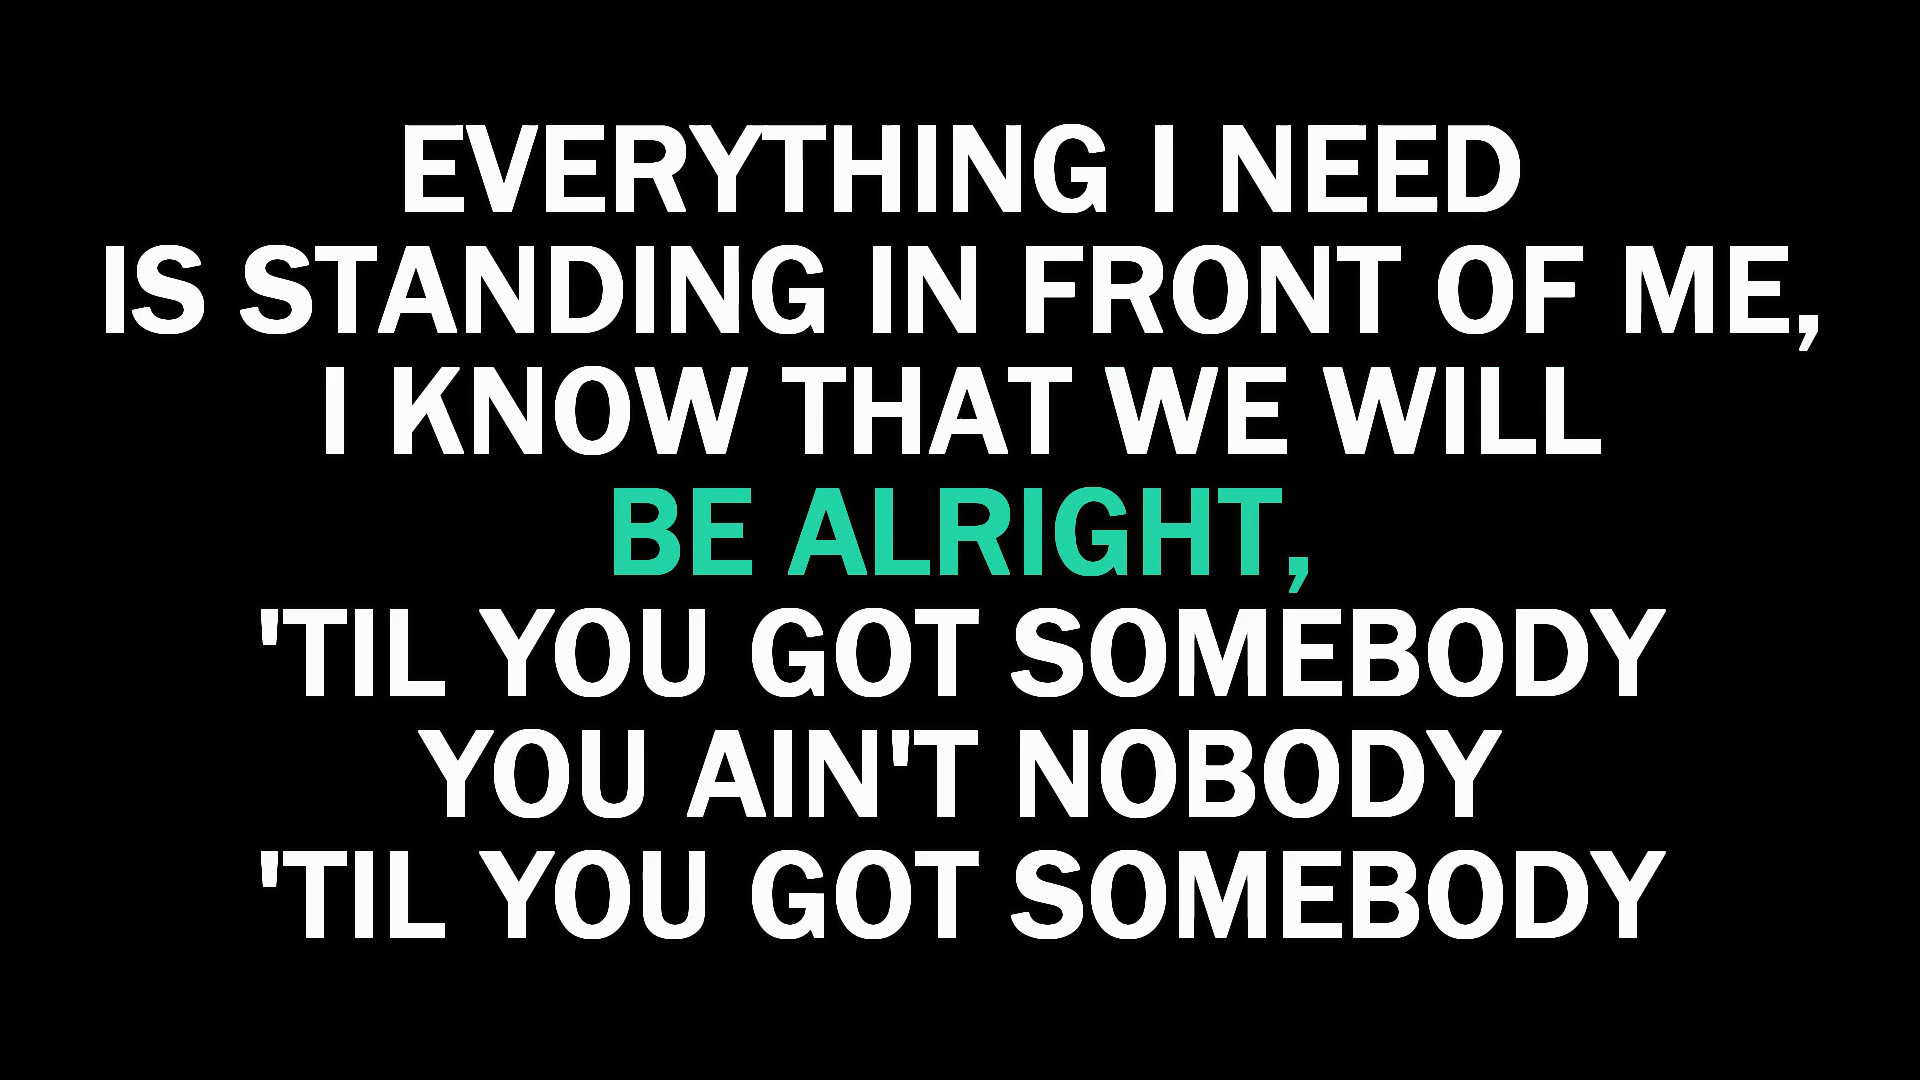 EVERYTHING I NEED
IS STANDING IN FRONT OF ME,
I KNOW THAT WE WILL
BE ALRIGHT,
'TIL YOU GOT SOMEBODY
YOU AIN'T NOBODY
'TIL YOU GOT SOMEBODY